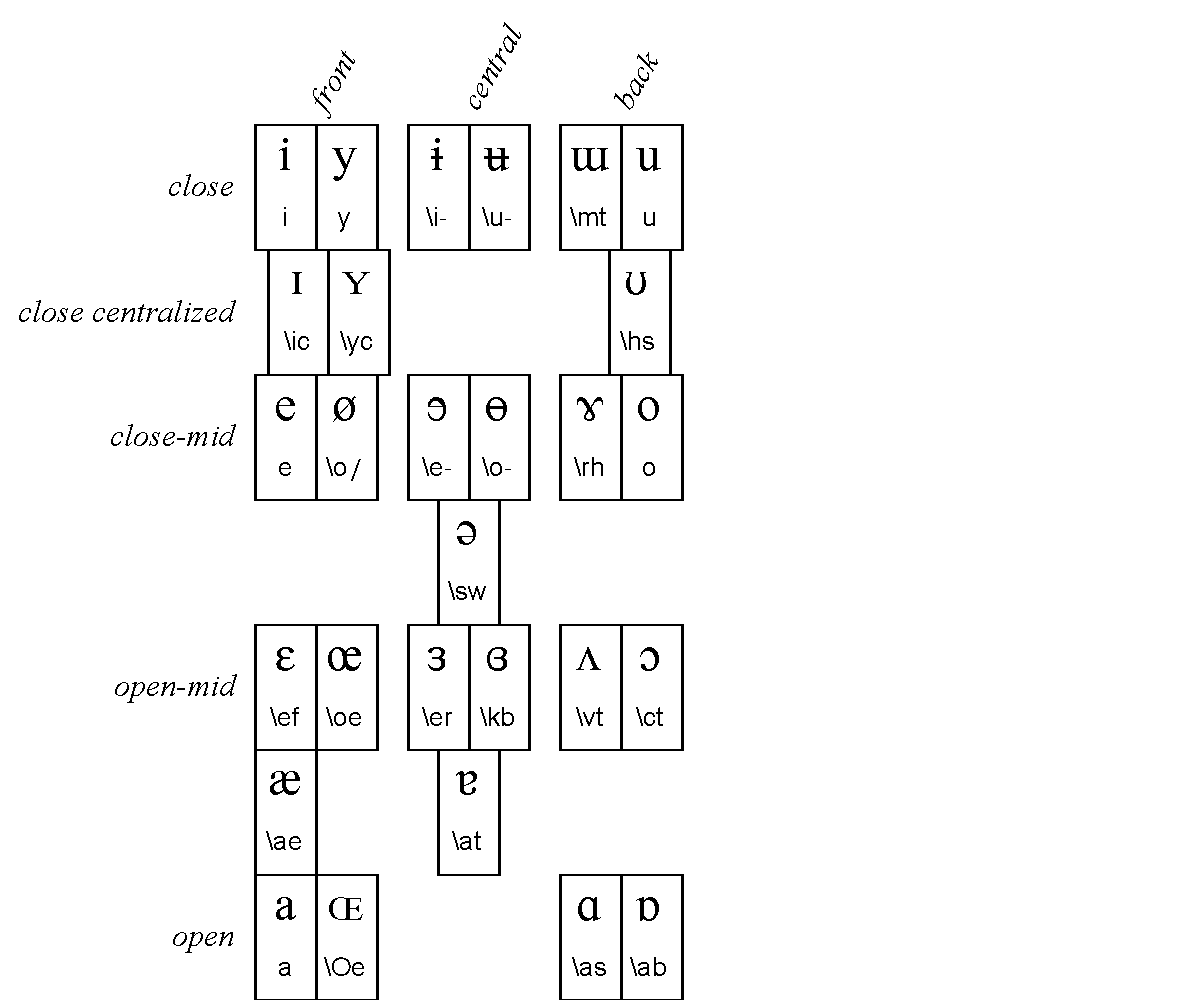 front central back
i y ɨ ʉ ɯ u
close
i y \i- \u- \mt u
ɪ ʏ ʊ
close centralized
\ic \yc \hs
e ø ɘ ɵ ɤ o
close-mid
e \o/ \e- \o- \rh o
ə
\sw
ɛ œ ɜ ɞ ʌ ɔ
open-mid
\ef \oe \er \kb \vt \ct
æ ɐ
\ae \at
a ɶ ɑ ɒ
open
a \Oe \as \ab